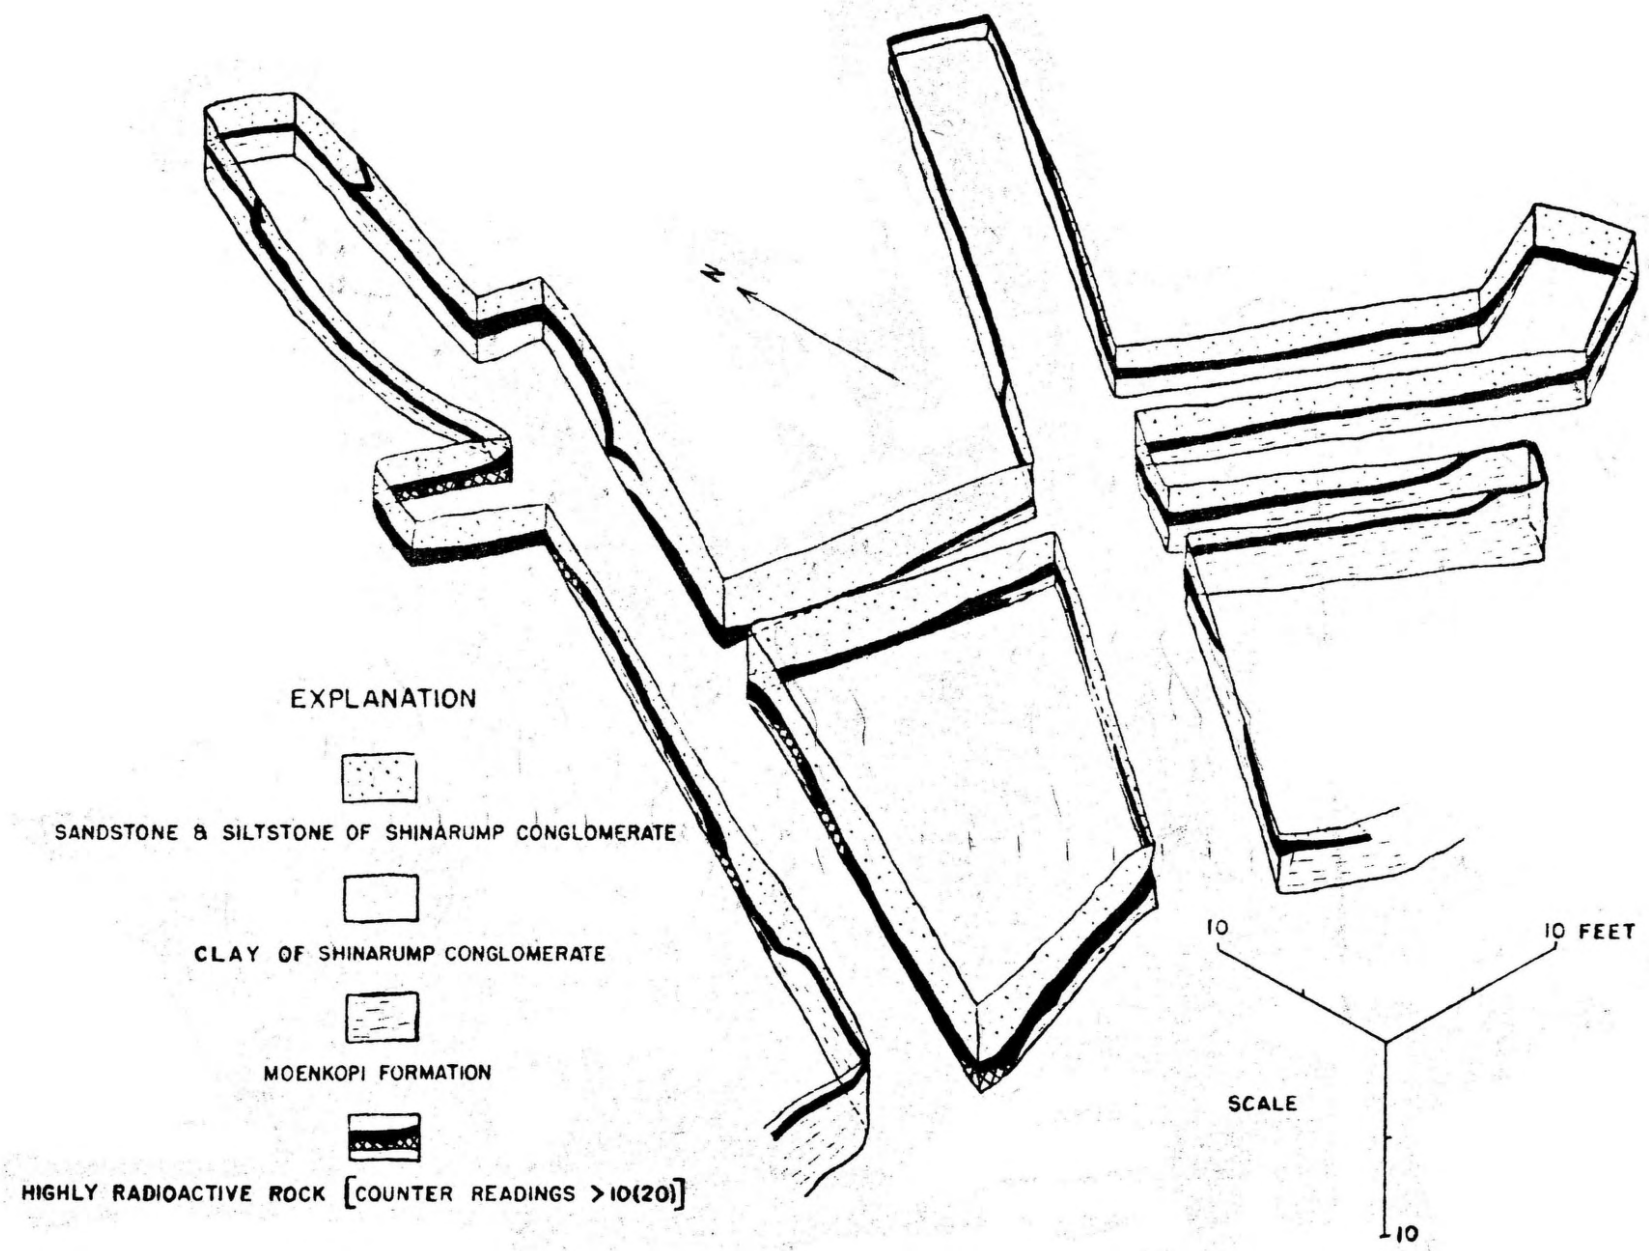 N
EXPLANATION
SANDSTONE & SILTSTONE OF SHINARUMP CONGLOMERATE
CLAY OF SHINARUMP CONGLOMERATE
MOENKOPI FORMATION
HIGHLY RADIOACTIVE ROCK [COUNTER READINGS >10(20)]
10
10 FEET
SCALE
10